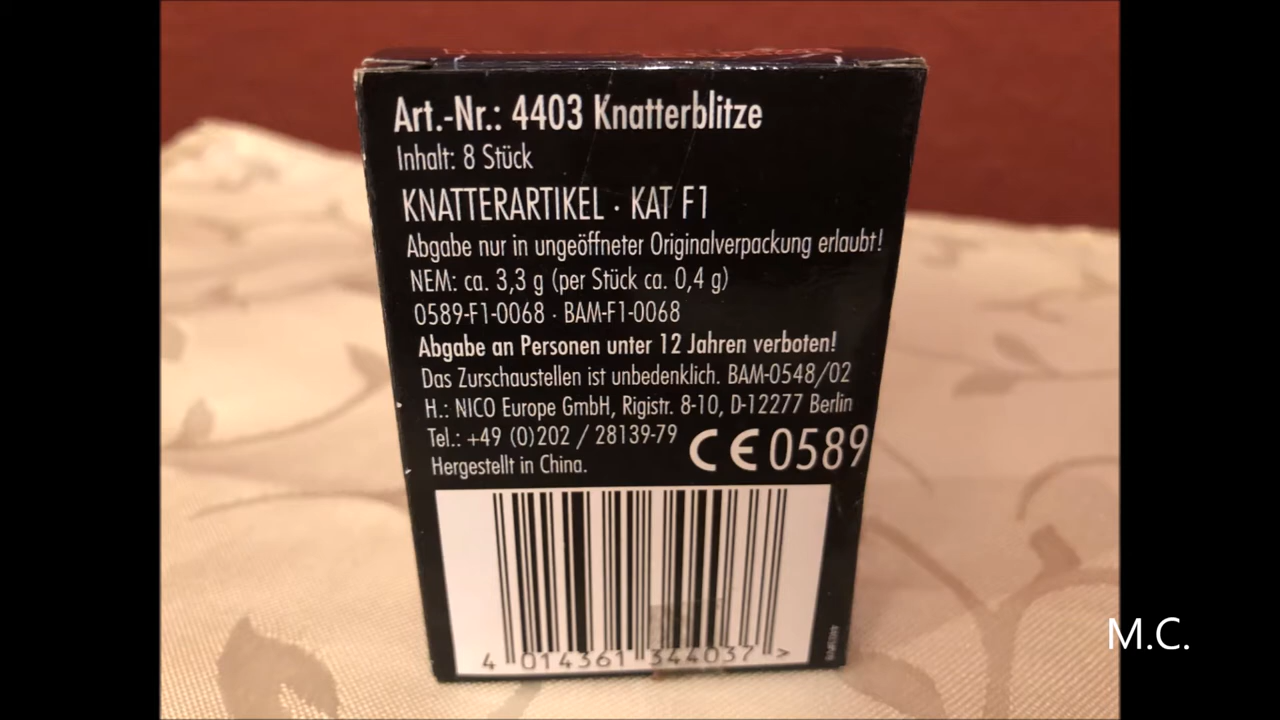 Art.-Nr.: 4403 Knatterblitze
Inhalt: 8 Stück
KNATTERARTIKEL · KAT F1
Abgabe nur in ungeöffneter Originalverpackung erlaubt!
NEM: ca. 3,3 g (per Stück ca. 0,4 g)
0589-F1-0068 · BAM-F1-0068
Abgabe an Personen unter 12 Jahren verboten!
Das Zurschaustellen ist unbedenklich. BAM-0548/02
H.: NICO Europe GmbH, Rigistr. 8-10, D-12277 Berlin
Tel.: +49 (0)202 / 28139-79
Hergestellt in China.
CE 0589
4 014361 344037 >
M.C.